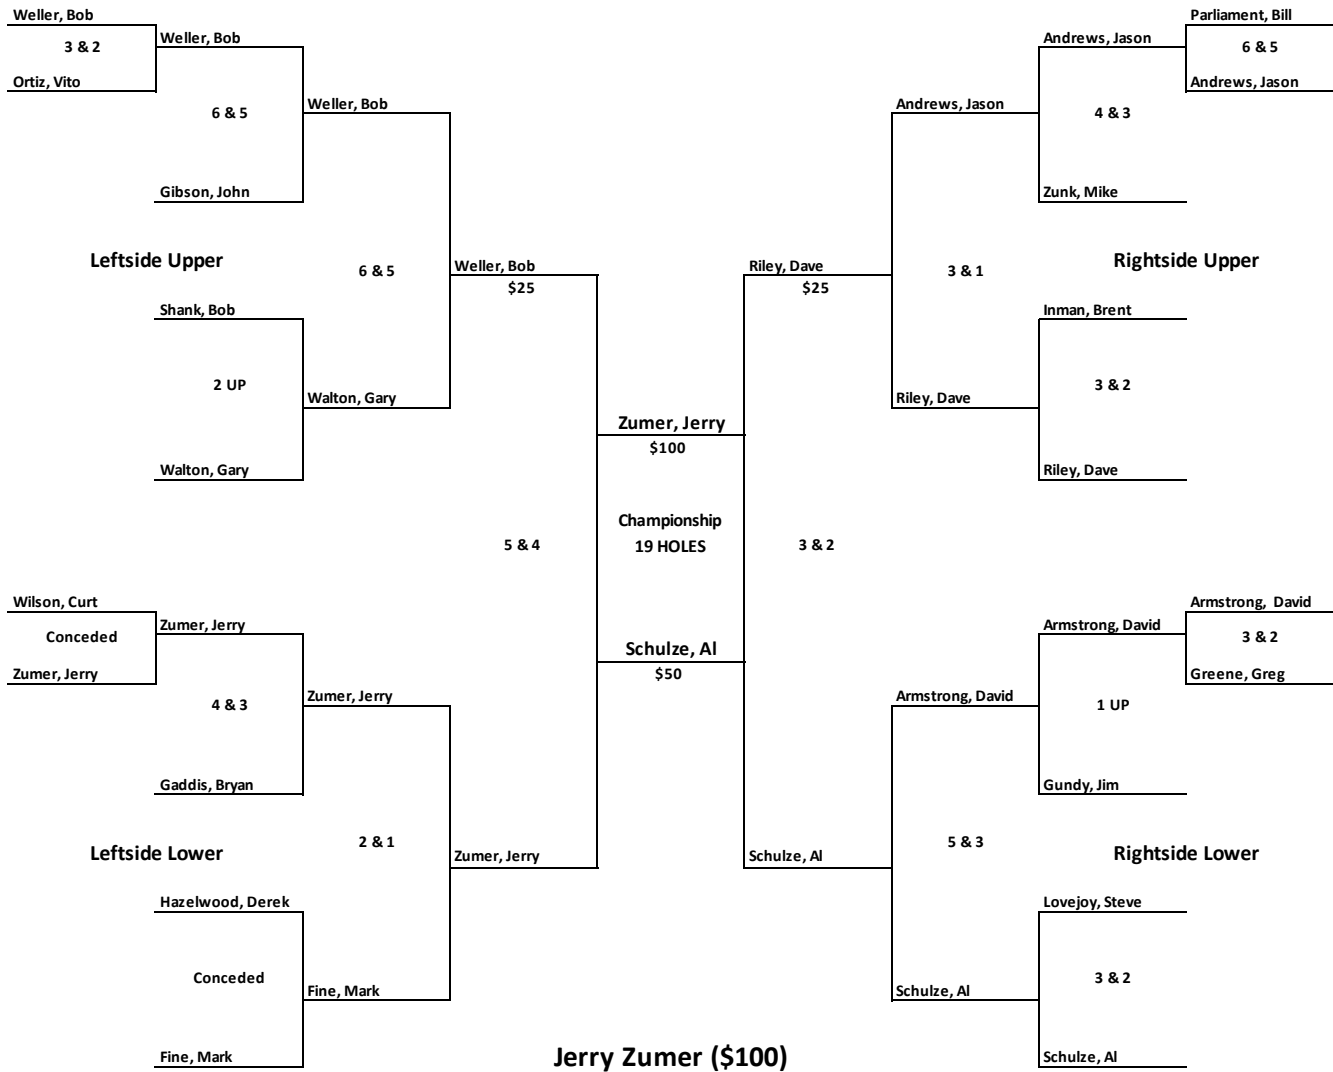 Weller, Bob
3 & 2
Ortiz, Vito
Weller, Bob
6 & 5
Gibson, John
Weller, Bob
Leftside Upper
6 & 5
Shank, Bob
2 UP
Walton, Gary
Walton, Gary
Weller, Bob
$25
5 & 4
Wilson, Curt
Conceded
Zumer, Jerry
Zumer, Jerry
4 & 3
Gaddis, Bryan
Zumer, Jerry
Leftside Lower
2 & 1
Zumer, Jerry
Hazelwood, Derek
Conceded
Fine, Mark
Fine, Mark
Zumer, Jerry
$100
Championship
19 HOLES
Schulze, Al
$50
Parliament, Bill
6 & 5
Andrews, Jason
Andrews, Jason
4 & 3
Zunk, Mike
Andrews, Jason
Rightside Upper
3 & 1
Riley, Dave
$25
Inman, Brent
3 & 2
Riley, Dave
Riley, Dave
3 & 2
Armstrong,  David
3 & 2
Greene, Greg
Armstrong, David
1 UP
Gundy, Jim
Armstrong, David
Rightside Lower
5 & 3
Schulze, Al
Lovejoy, Steve
3 & 2
Schulze, Al
Schulze, Al
Jerry Zumer ($100)